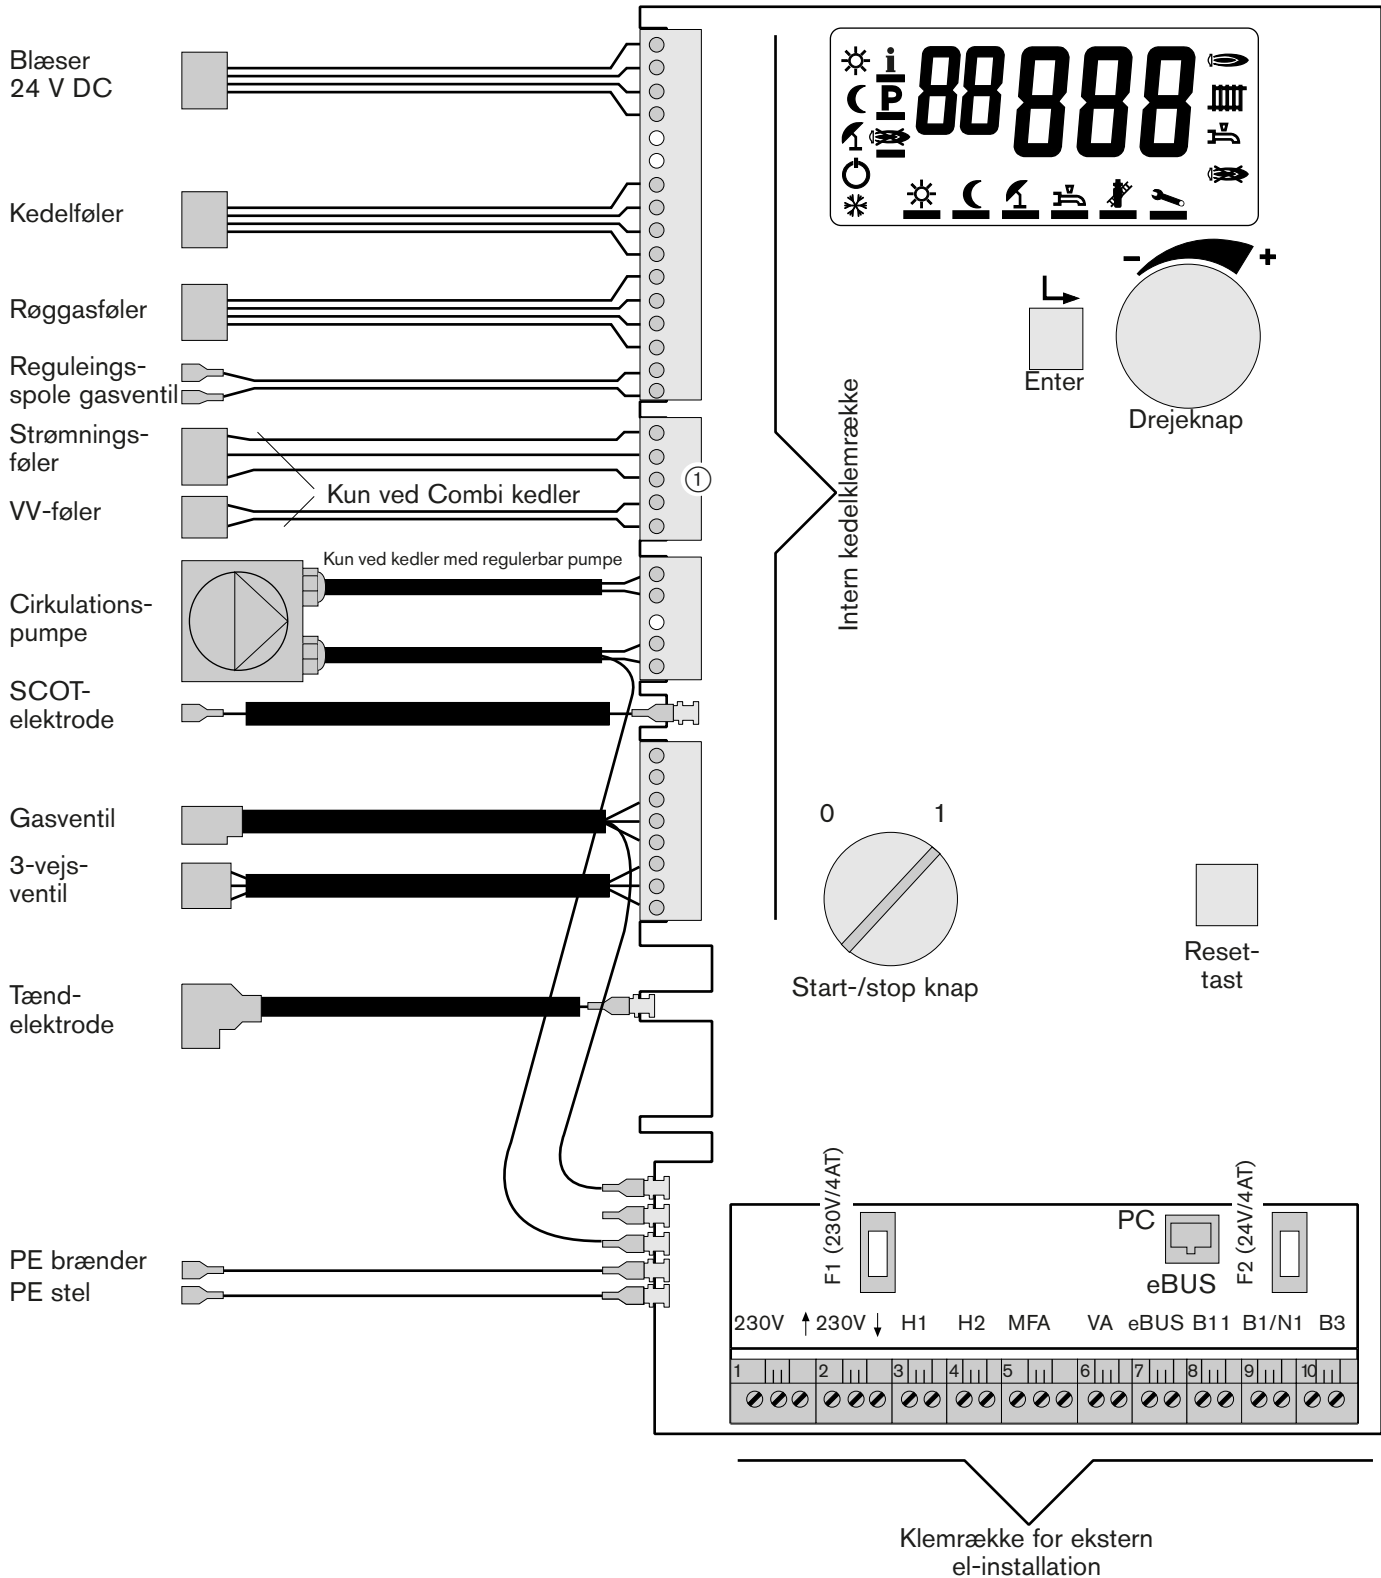 Blæser
24 V DC
Kedelføler
Røggasføler
Reguleings-
spole gasventil
Strømnings-
føler
VV-føler
Kun ved Combi kedler
Kun ved kedler med regulerbar pumpe
Cirkulations-
pumpe
SCOT-
elektrode
Gasventil
3-vejs-
ventil
Tænd-
elektrode
PE brænder
PE stel
1
Intern kedelklemrække
i
P
88 888
- +
Enter
Drejeknap
0 1
Start-/stop knap
Reset-
tast
F1 (230V/4AT)
PC
eBUS
F2 (24V/4AT)
230V ↑ 230V ↓ H1 H2 MFA VA eBUS B11 B1/N1 B3
1 2 3 4 5 6 7 8 9 10
Klemrække for ekstern
el-installation